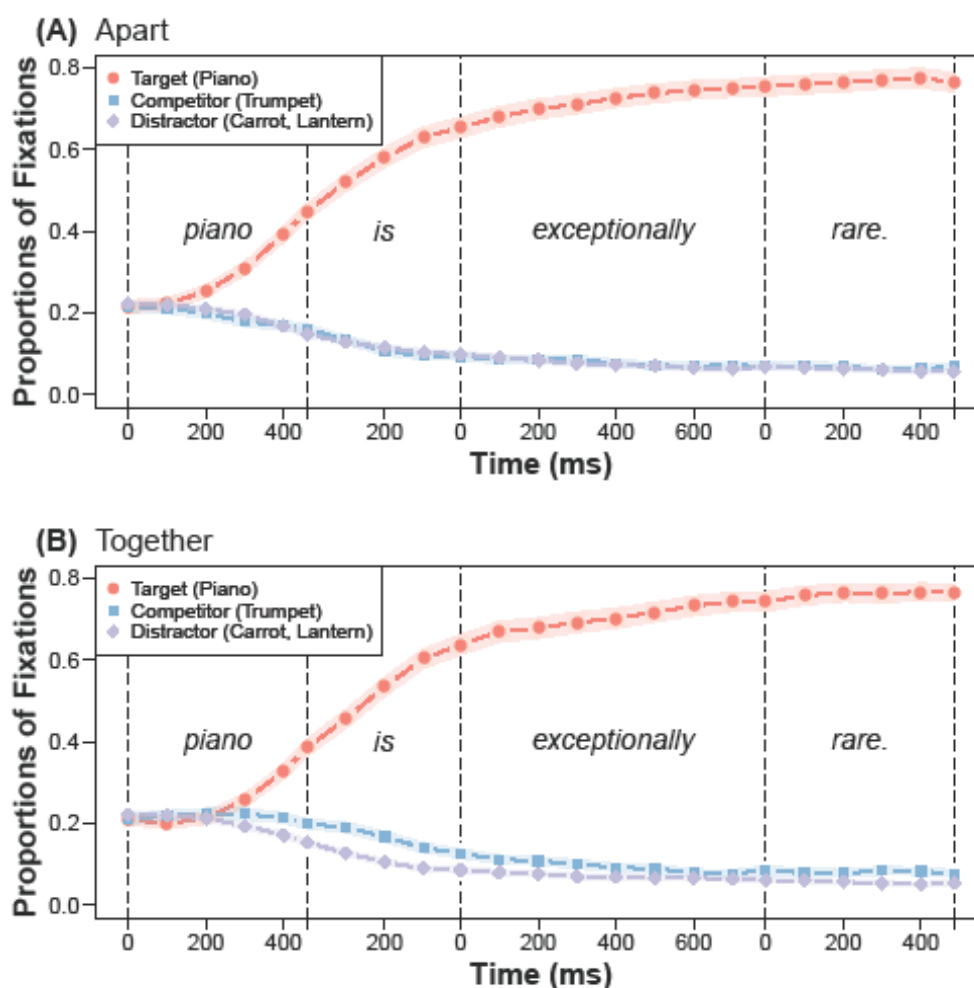 (A) Apart
Proportions of Fixations
0.8
0.6
0.4
0.2
0.0
Target (Piano)
Competitor (Trumpet)
Distractor (Carrot, Lantern)
piano is exceptionally rare.
0 200 400 200 0 200 400 600 0 200 400
Time (ms)
(B) Together
Proportions of Fixations
0.8
0.6
0.4
0.2
0.0
Target (Piano)
Competitor (Trumpet)
Distractor (Carrot, Lantern)
piano is exceptionally rare.
0 200 400 200 0 200 400 600 0 200 400
Time (ms)